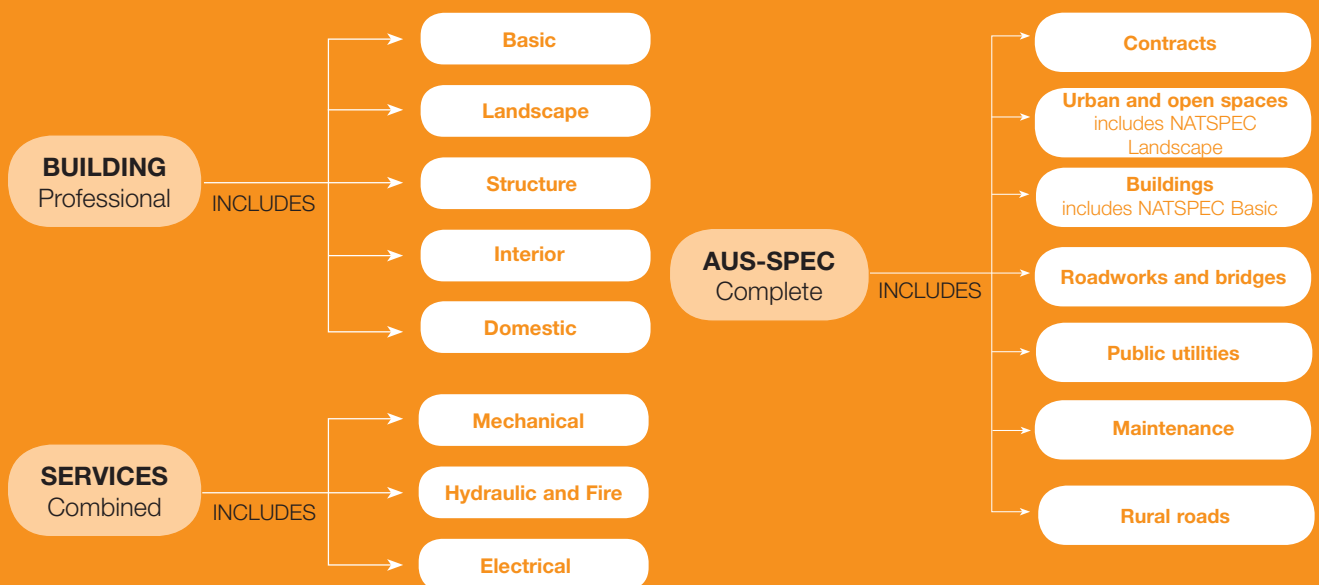 BUILDING
Professional
INCLUDES
Basic
Landscape
Structure
Interior
Domestic
SERVICES
Combined
INCLUDES
Mechanical
Hydraulic and Fire
Electrical
AUS-SPEC
Complete
INCLUDES
Contracts
Urban and open spaces
includes NATSPEC
Landscape
Buildings
includes NATSPEC Basic
Roadworks and bridges
Public utilities
Maintenance
Rural roads